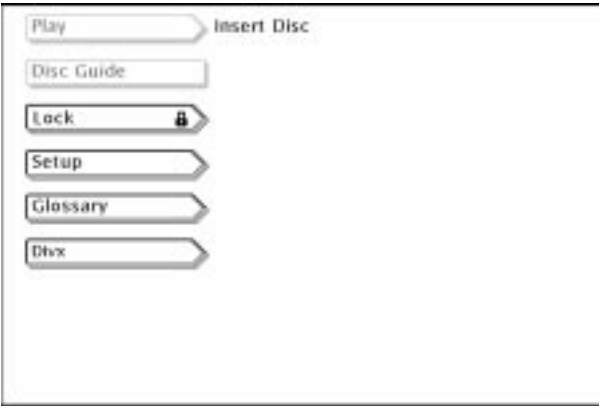 Play
Insert Disc
Disc Guide
Lock
Setup
Glossary
Divx